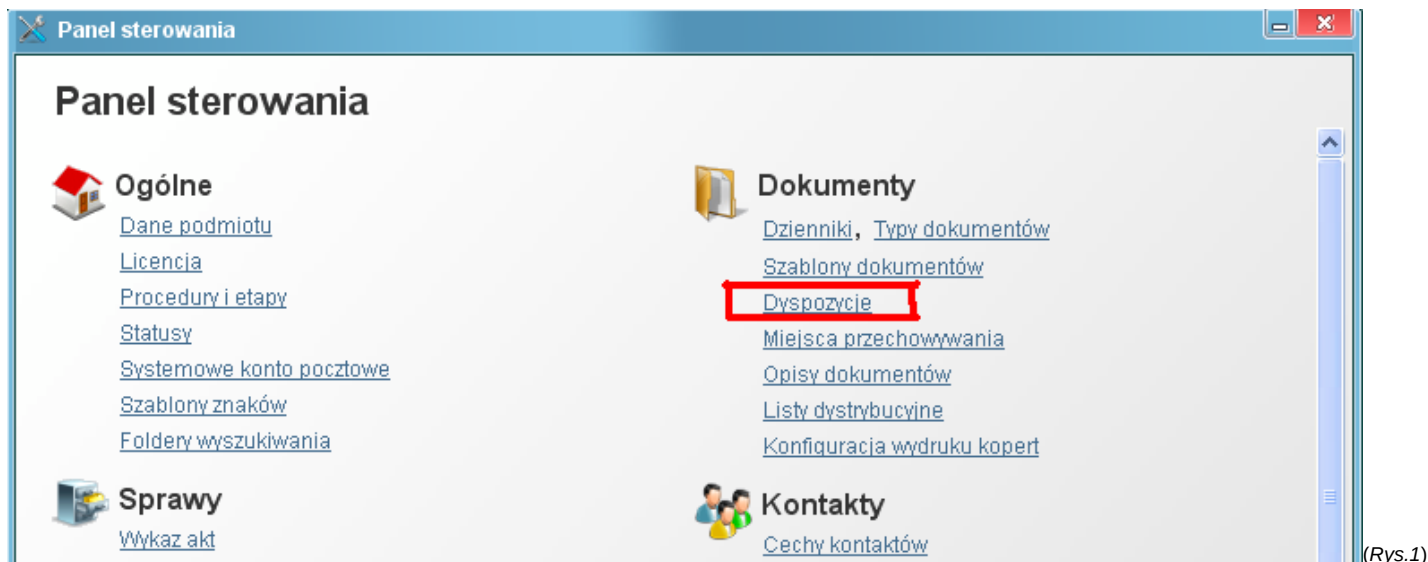 Panel sterowania
Panel sterowania
Ogólne
Dane podmiotu
Licencja
Procedury i etapy
Statusy
Systemowe konto pocztowe
Szablony znaków
Foldery wyszukiwania
Dokumenty
Dzienniki, Typy dokumentów
Szablony dokumentów
Dyspozycje
Miejsca przechowywania
Opisy dokumentów
Listy dystrybucyjne
Konfiguracja wydruku kopert
Sprawy
Wykaz akt
Kontakty
Cechy kontaktów
(Rys.1)